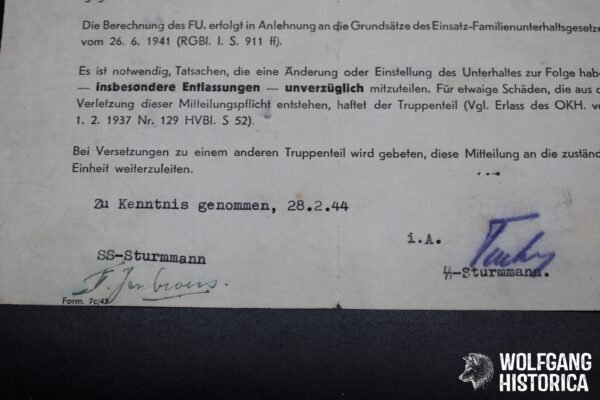 Die Berechnung des FU. erfolgt in Anlehnung an die Grundsätze des Einsatz-Familienunterhaltsgesetze
vom 26. 6. 1941 (RGBl. I. S. 911 ff).
Es ist notwendig, Tatsachen, die eine Änderung oder Einstellung des Unterhaltes zur Folge habe
— insbesondere Entlassungen — unverzüglich mitzuteilen. Für etwaige Schäden, die aus d
Verletzung dieser Mitteilungspflicht entstehen, haftet der Truppenteil (Vgl. Erlass des OKH. v
1. 2. 1937 Nr. 129 HVBl. S 52).
Bei Versetzungen zu einem anderen Truppenteil wird gebeten, diese Mitteilung an die zuständ
Einheit weiterzuleiten.
Zu Kenntnis genommen, 28.2.44
i.A.
SS-Sturmmann
ᛋᛋ-Sturmmann.
Form. 7c/43
WOLFGANG
HISTORICA